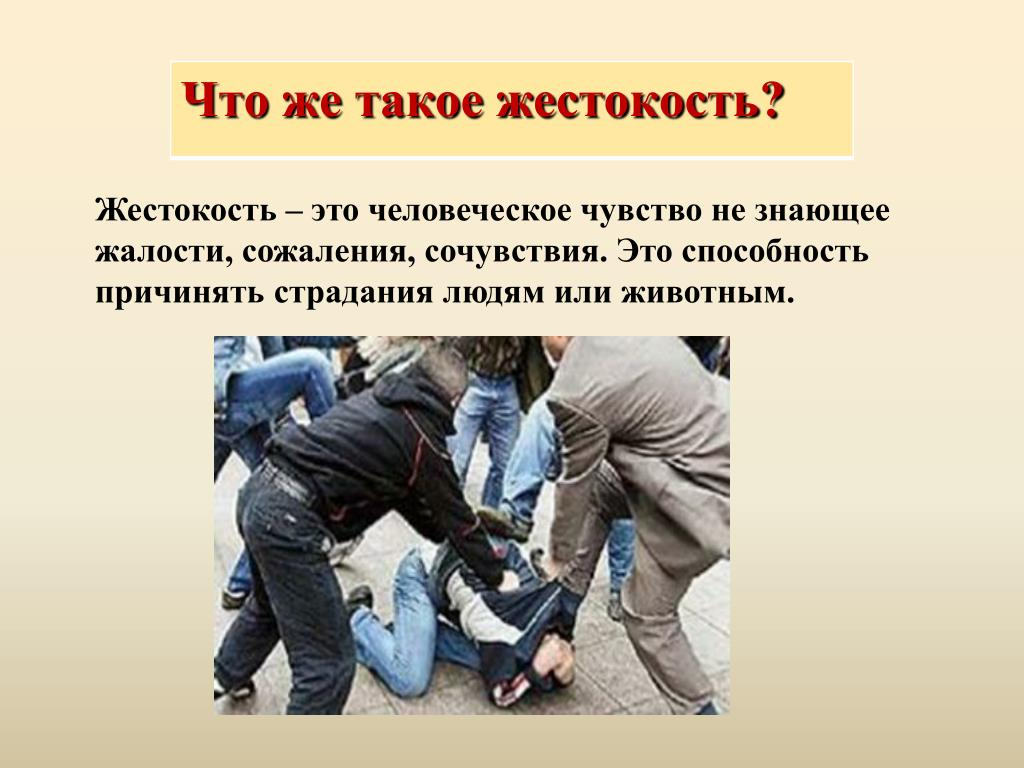 Что же такое жестокость?
Жестокость – это человеческое чувство не знающее
жалости, сожаления, сочувствия. Это способность
причинять страдания людям или животным.